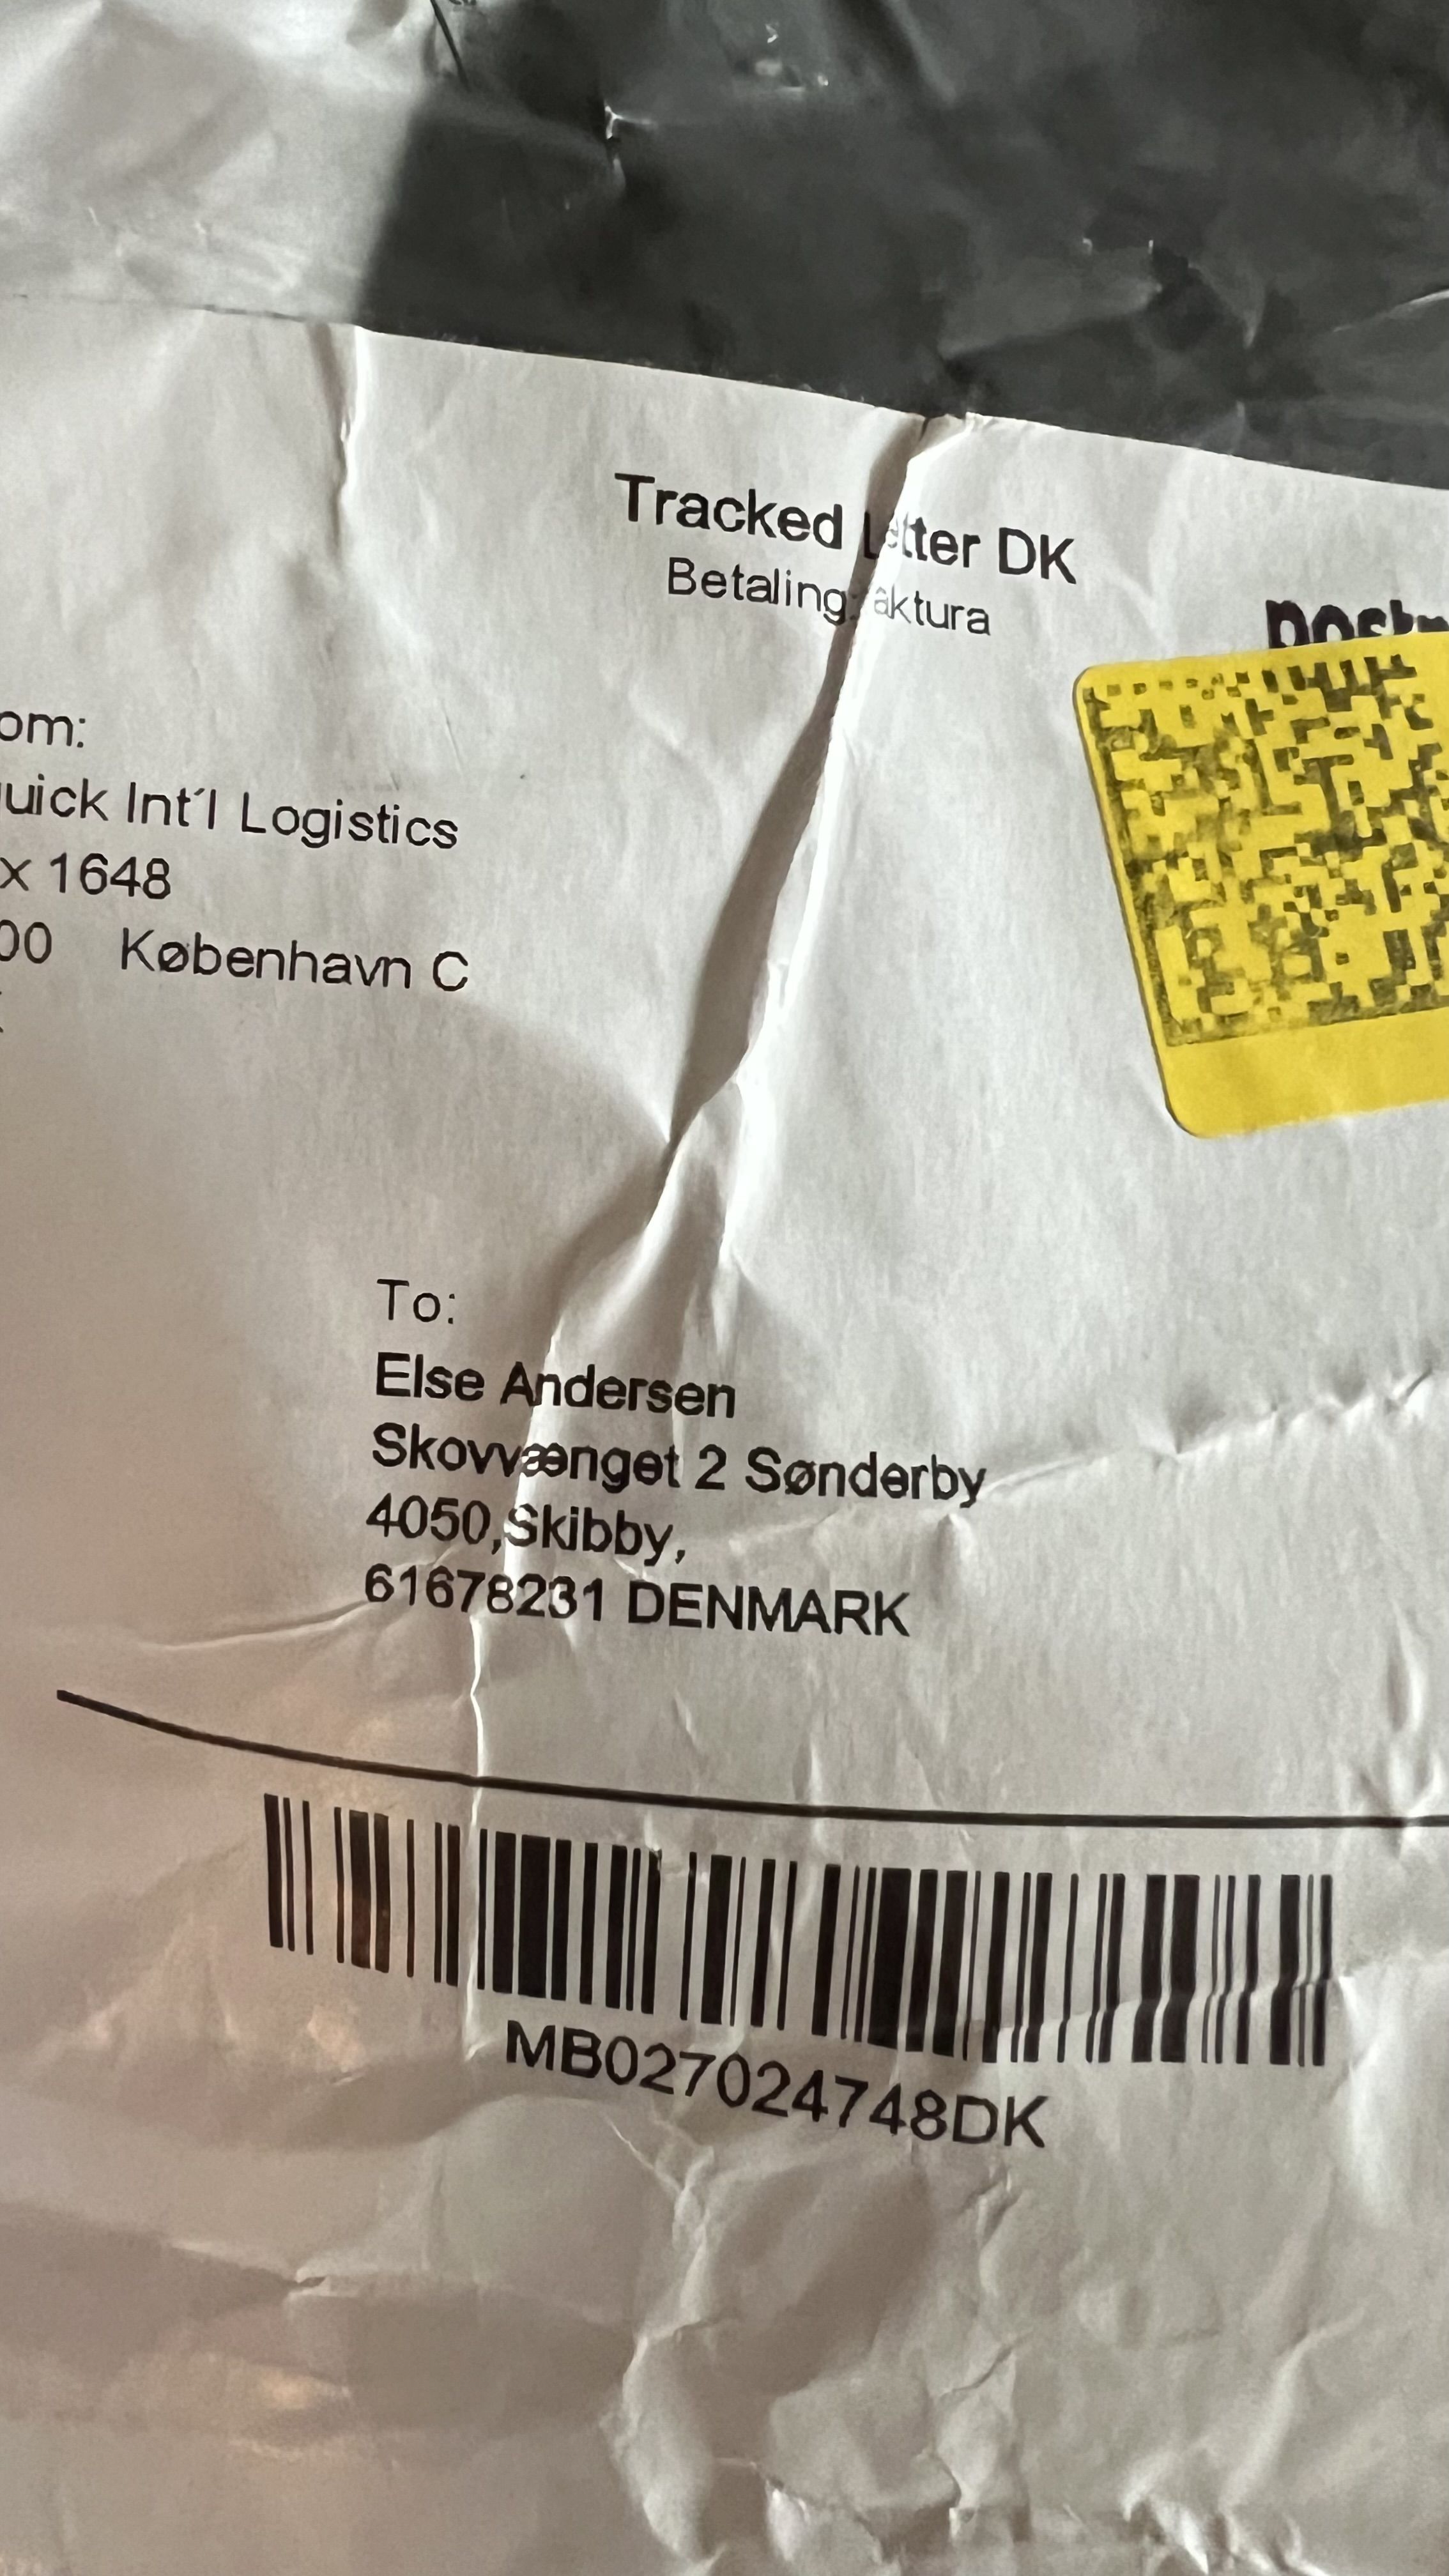 Tracked Letter DK
Betaling: aktura
om:
uick Int´l Logistics
x 1648
00 København C
To:
Else Andersen
Skovvænget 2 Sønderby
4050,Skibby,
61678231 DENMARK
MB027024748DK